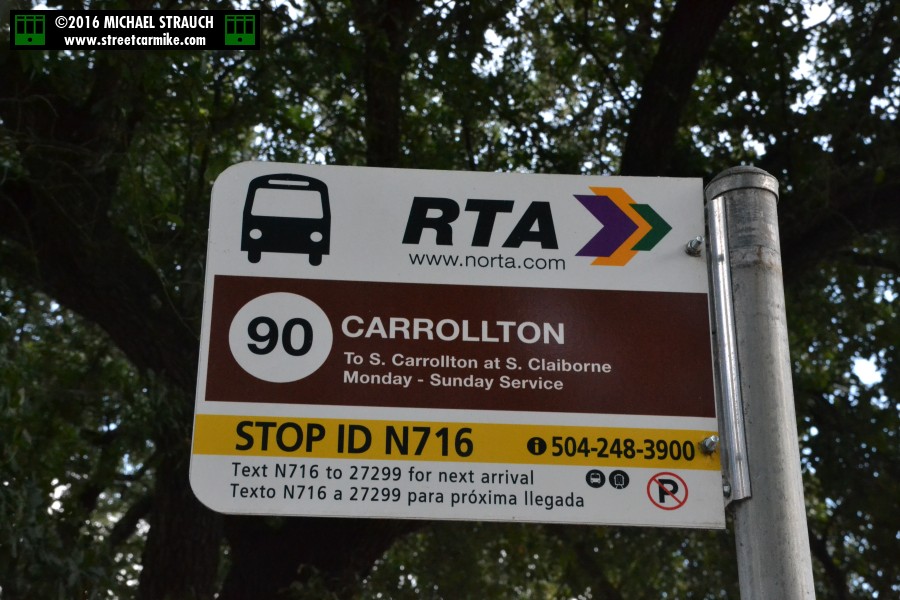 ©2016 MICHAEL STRAUCH
www.streetcarmike.com
RTA
www.norta.com
90 CARROLLTON
To S. Carrollton at S. Claiborne
Monday - Sunday Service
STOP ID N716 i 504-248-3900
Text N716 to 27299 for next arrival
Texto N716 a 27299 para próxima llegada
P